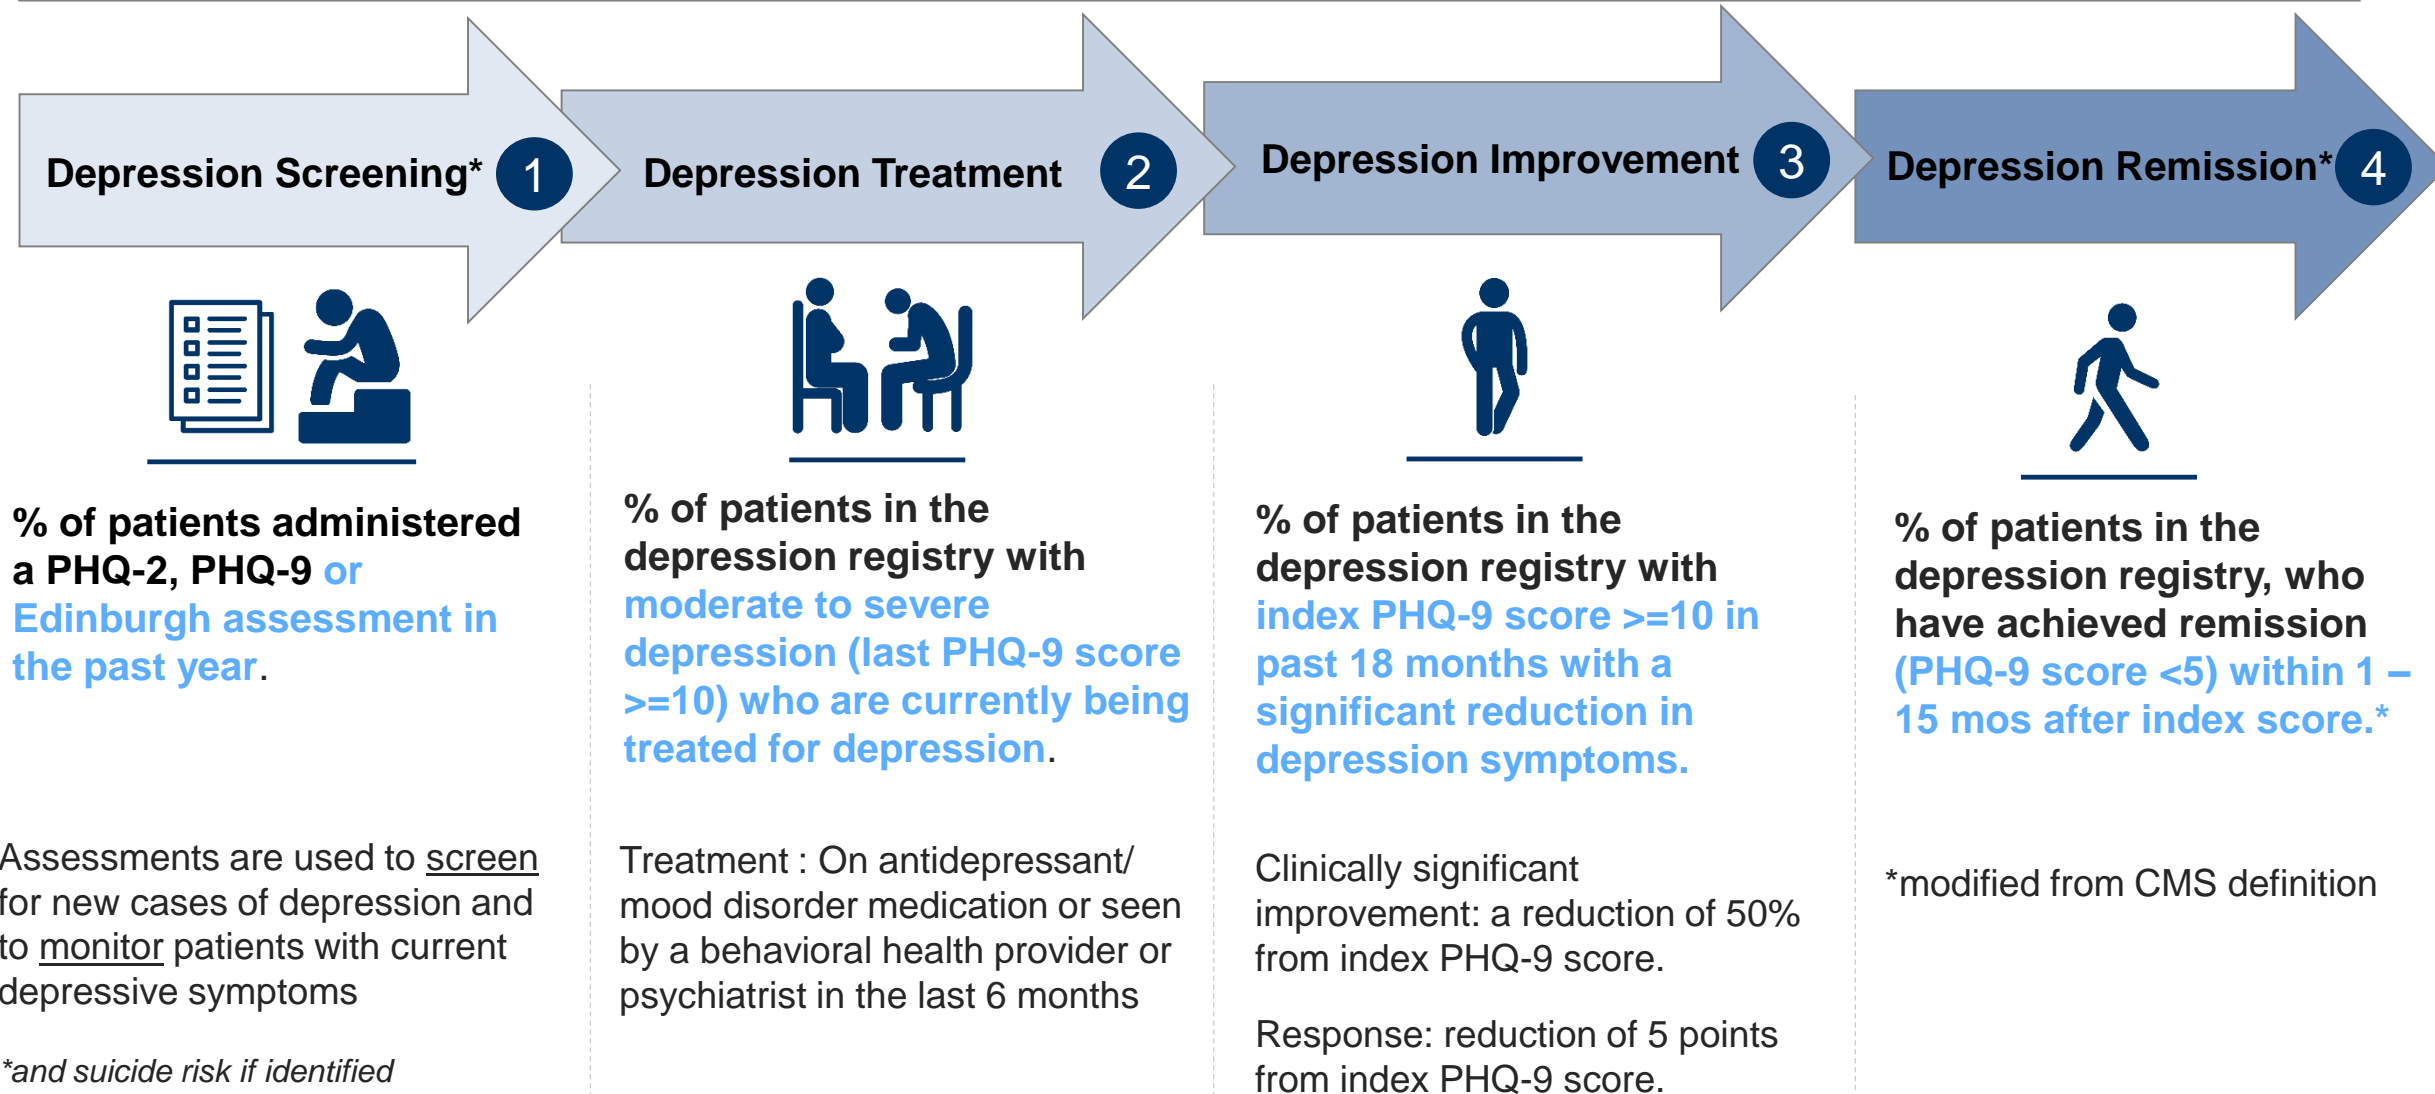 Depression Screening* 1
Depression Treatment 2
Depression Improvement 3
Depression Remission* 4
% of patients administered
a PHQ-2, PHQ-9 or
Edinburgh assessment in
the past year.
Assessments are used to screen
for new cases of depression and
to monitor patients with current
depressive symptoms
*and suicide risk if identified
% of patients in the
depression registry with
moderate to severe
depression (last PHQ-9 score
>=10) who are currently being
treated for depression.
Treatment : On antidepressant/
mood disorder medication or seen
by a behavioral health provider or
psychiatrist in the last 6 months
% of patients in the
depression registry with
index PHQ-9 score >=10 in
past 18 months with a
significant reduction in
depression symptoms.
Clinically significant
improvement: a reduction of 50%
from index PHQ-9 score.
Response: reduction of 5 points
from index PHQ-9 score.
% of patients in the
depression registry, who
have achieved remission
(PHQ-9 score <5) within 1 –
15 mos after index score.*
*modified from CMS definition